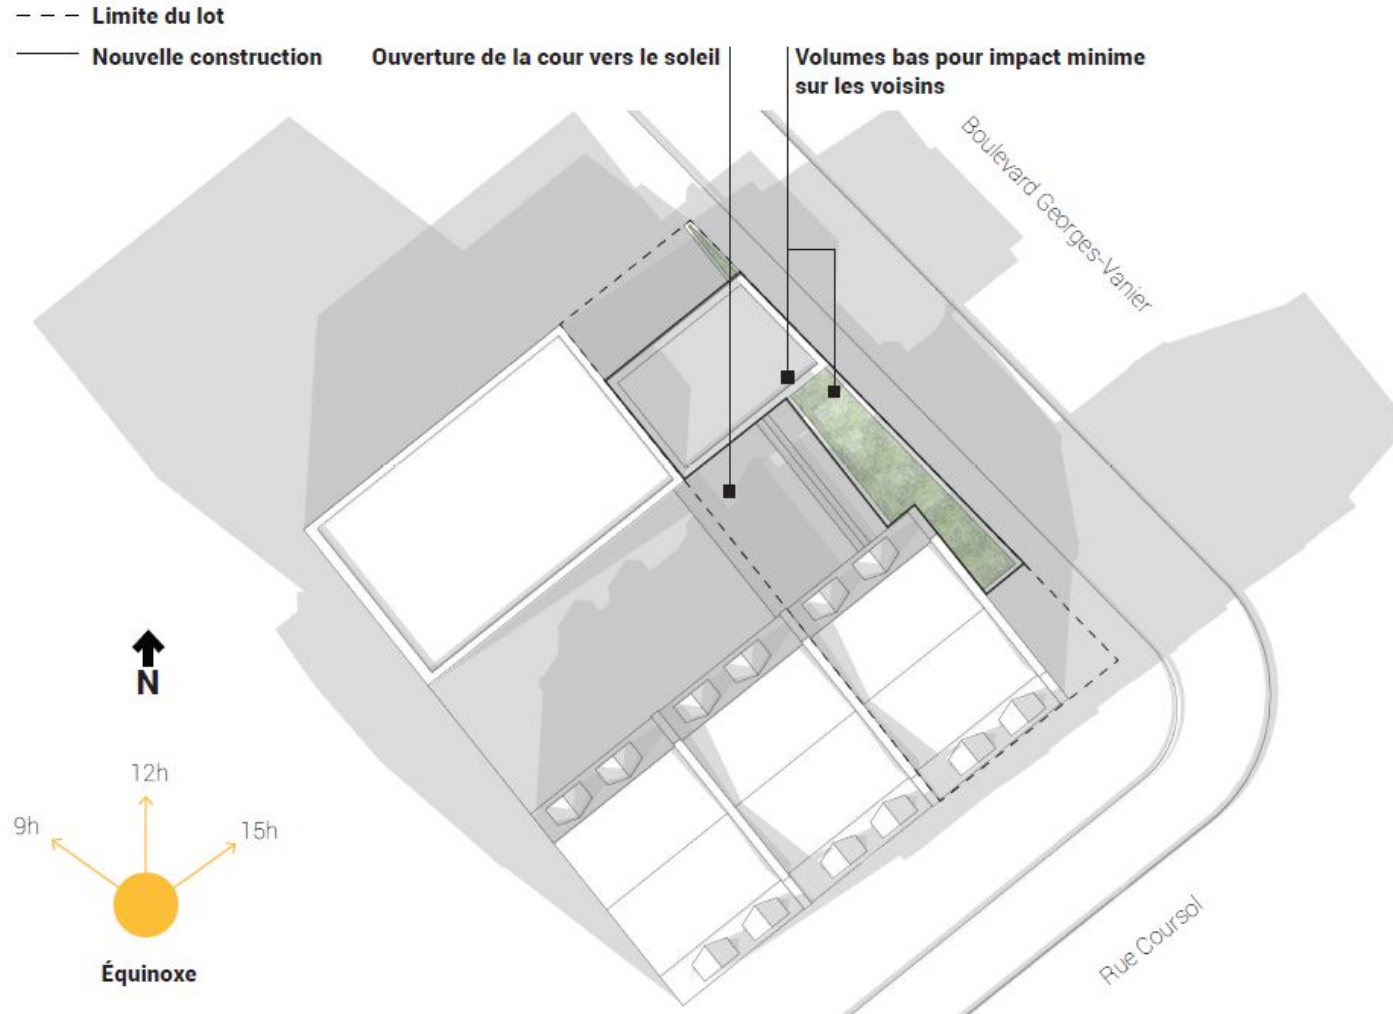 Limite du lot
Nouvelle construction
Ouverture de la cour vers le soleil
Volumes bas pour impact minime
sur les voisins
Boulevard Georges-Vanier
N
12h
9h
15h
Équinoxe
Rue Coursol